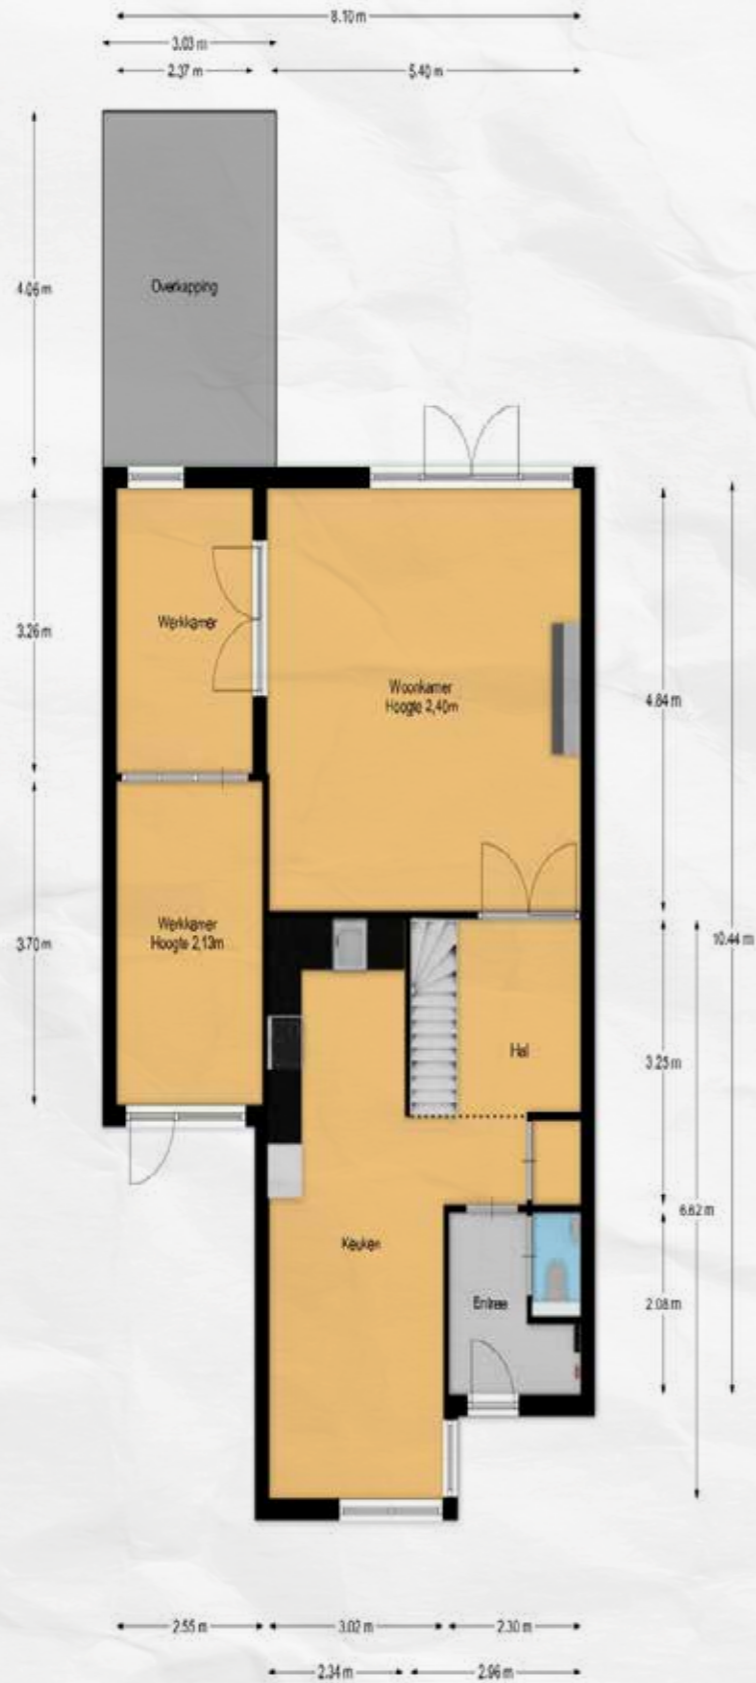 8.10 m
3.03 m
2.37 m
5.40 m
4.06 m
Overkapping
3.26 m
Werkkamer
Woonkamer
Hoogte 2,40m
4.84 m
Werkkamer
Hoogte 2,13m
3.70 m
10.44 m
Hal
3.25 m
6.62 m
Keuken
Entree
2.08 m
2.55 m
3.02 m
2.30 m
2.34 m
2.96 m